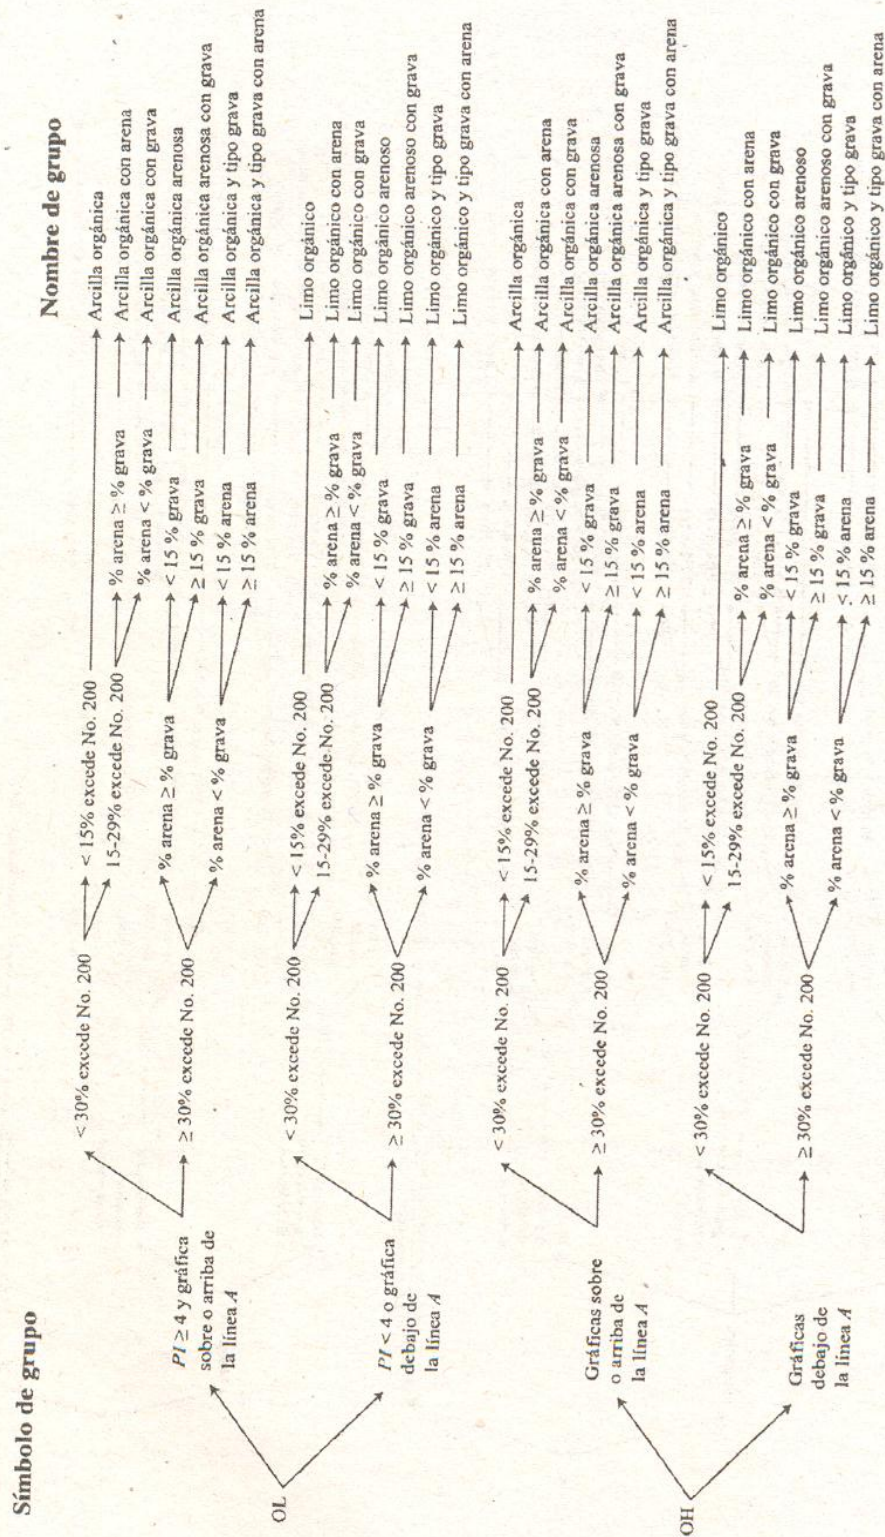 Símbolo de grupo
Nombre de grupo
OL
PI ≥ 4 y gráfica
sobre o arriba de
la línea A
< 30% excede No. 200
< 15% excede No. 200
Arcilla orgánica
15-29% excede No. 200
% arena ≥ % grava
Arcilla orgánica con arena
% arena < % grava
Arcilla orgánica con grava
≥ 30% excede No. 200
% arena ≥ % grava
< 15 % grava
Arcilla orgánica arenosa
≥ 15 % grava
Arcilla orgánica arenosa con grava
% arena < % grava
< 15 % arena
Arcilla orgánica y tipo grava
≥ 15 % arena
Arcilla orgánica y tipo grava con arena
PI < 4 o gráfica
debajo de
la línea A
< 30% excede No. 200
< 15% excede No. 200
Limo orgánico
15-29% excede No. 200
% arena ≥ % grava
Limo orgánico con arena
% arena < % grava
Limo orgánico con grava
≥ 30% excede No. 200
% arena ≥ % grava
< 15 % grava
Limo orgánico arenoso
≥ 15 % grava
Limo orgánico arenoso con grava
% arena < % grava
< 15 % arena
Limo orgánico y tipo grava
≥ 15 % arena
Limo orgánico y tipo grava con arena
OH
Gráficas sobre
o arriba de
la línea A
< 30% excede No. 200
< 15% excede No. 200
Arcilla orgánica
15-29% excede No. 200
% arena ≥ % grava
Arcilla orgánica con arena
% arena < % grava
Arcilla orgánica con grava
≥ 30% excede No. 200
% arena ≥ % grava
< 15 % grava
Arcilla orgánica arenosa
≥ 15 % grava
Arcilla orgánica arenosa con grava
% arena < % grava
< 15 % arena
Arcilla orgánica y tipo grava
≥ 15 % arena
Arcilla orgánica y tipo grava con arena
Gráficas
debajo de
la línea A
< 30% excede No. 200
< 15% excede No. 200
Limo orgánico
15-29% excede No. 200
% arena ≥ % grava
Limo orgánico con arena
% arena < % grava
Limo orgánico con grava
≥ 30% excede No. 200
% arena ≥ % grava
< 15 % grava
Limo orgánico arenoso
≥ 15 % grava
Limo orgánico arenoso con grava
% arena < % grava
< 15 % arena
Limo orgánico y tipo grava
≥ 15 % arena
Limo orgánico y tipo grava con arena